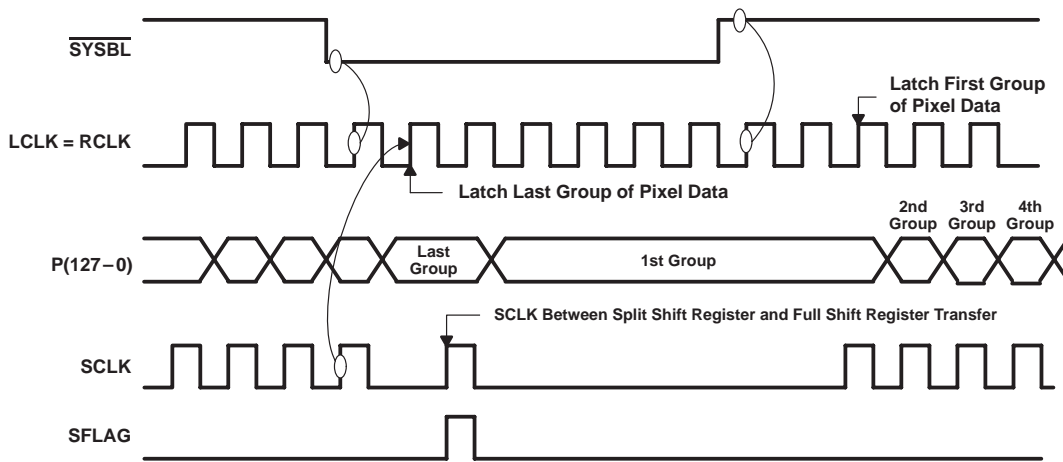 SYSBL
Latch First Group
of Pixel Data
LCLK = RCLK
Latch Last Group of Pixel Data
2nd
Group
3rd
Group
4th
Group
P(127−0)
Last
Group
1st Group
SCLK Between Split Shift Register and Full Shift Register Transfer
SCLK
SFLAG